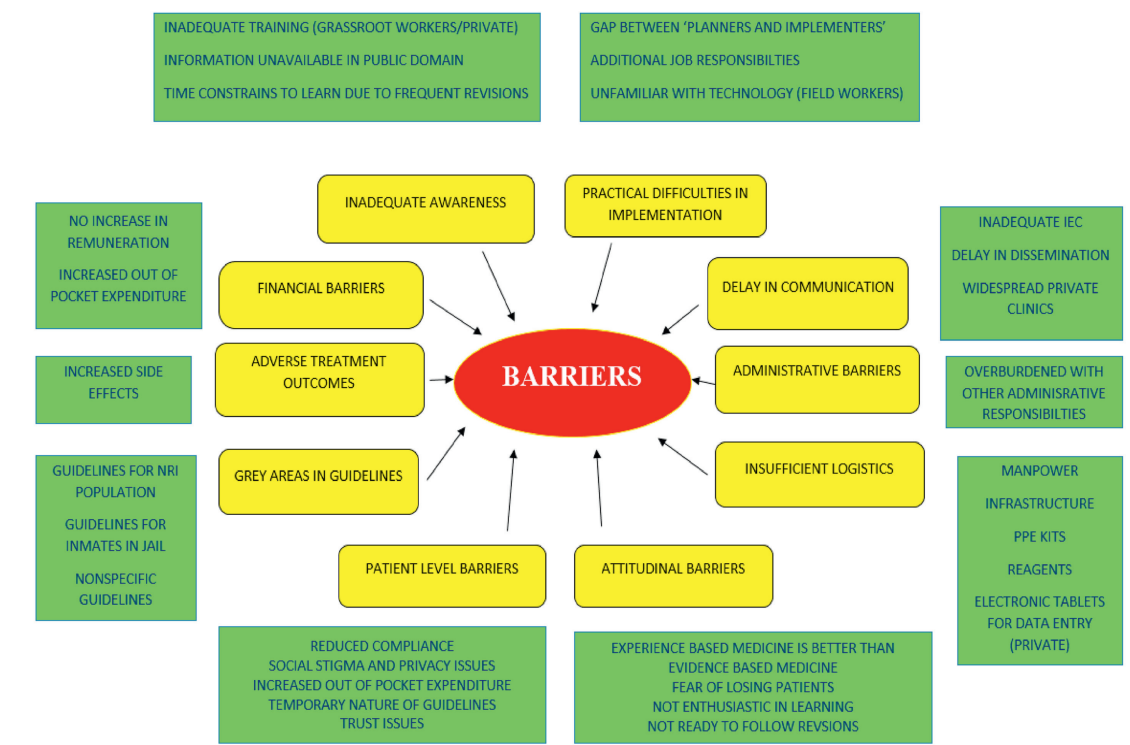 INADEQUATE TRAINING (GRASSROOT WORKERS/PRIVATE)
INFORMATION UNAVAILABLE IN PUBLIC DOMAIN
TIME CONSTRAINS TO LEARN DUE TO FREQUENT REVISIONS
GAP BETWEEN ‘PLANNERS AND IMPLEMENTERS’
ADDITIONAL JOB RESPONSIBILTIES
UNFAMILIAR WITH TECHNOLOGY (FIELD WORKERS)
INADEQUATE AWARENESS
PRACTICAL DIFFICULTIES IN
IMPLEMENTATION
NO INCREASE IN
REMUNERATION
INCREASED OUT OF
POCKET EXPENDITURE
FINANCIAL BARRIERS
DELAY IN COMMUNICATION
INADEQUATE IEC
DELAY IN DISSEMINATION
WIDESPREAD PRIVATE
CLINICS
INCREASED SIDE
EFFECTS
ADVERSE TREATMENT
OUTCOMES
BARRIERS
ADMINISTRATIVE BARRIERS
OVERBURDENED WITH
OTHER ADMINISRATIVE
RESPONSIBILTIES
GUIDELINES FOR NRI
POPULATION
GUIDELINES FOR
INMATES IN JAIL
NONSPECIFIC
GUIDELINES
GREY AREAS IN GUIDELINES
INSUFFICIENT LOGISTICS
MANPOWER
INFRASTRUCTURE
PPE KITS
REAGENTS
ELECTRONIC TABLETS
FOR DATA ENTRY
(PRIVATE)
PATIENT LEVEL BARRIERS
ATTITUDINAL BARRIERS
REDUCED COMPLIANCE
SOCIAL STIGMA AND PRIVACY ISSUES
INCREASED OUT OF POCKET EXPENDITURE
TEMPORARY NATURE OF GUIDELINES
TRUST ISSUES
EXPERIENCE BASED MEDICINE IS BETTER THAN
EVIDENCE BASED MEDICINE
FEAR OF LOSING PATIENTS
NOT ENTHUSIASTIC IN LEARNING
NOT READY TO FOLLOW REVSIONS